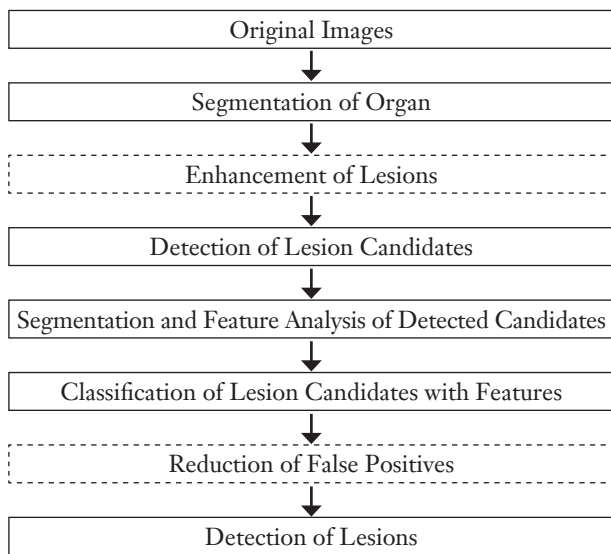 Original Images
Segmentation of Organ
Enhancement of Lesions
Detection of Lesion Candidates
Segmentation and Feature Analysis of Detected Candidates
Classification of Lesion Candidates with Features
Reduction of False Positives
Detection of Lesions